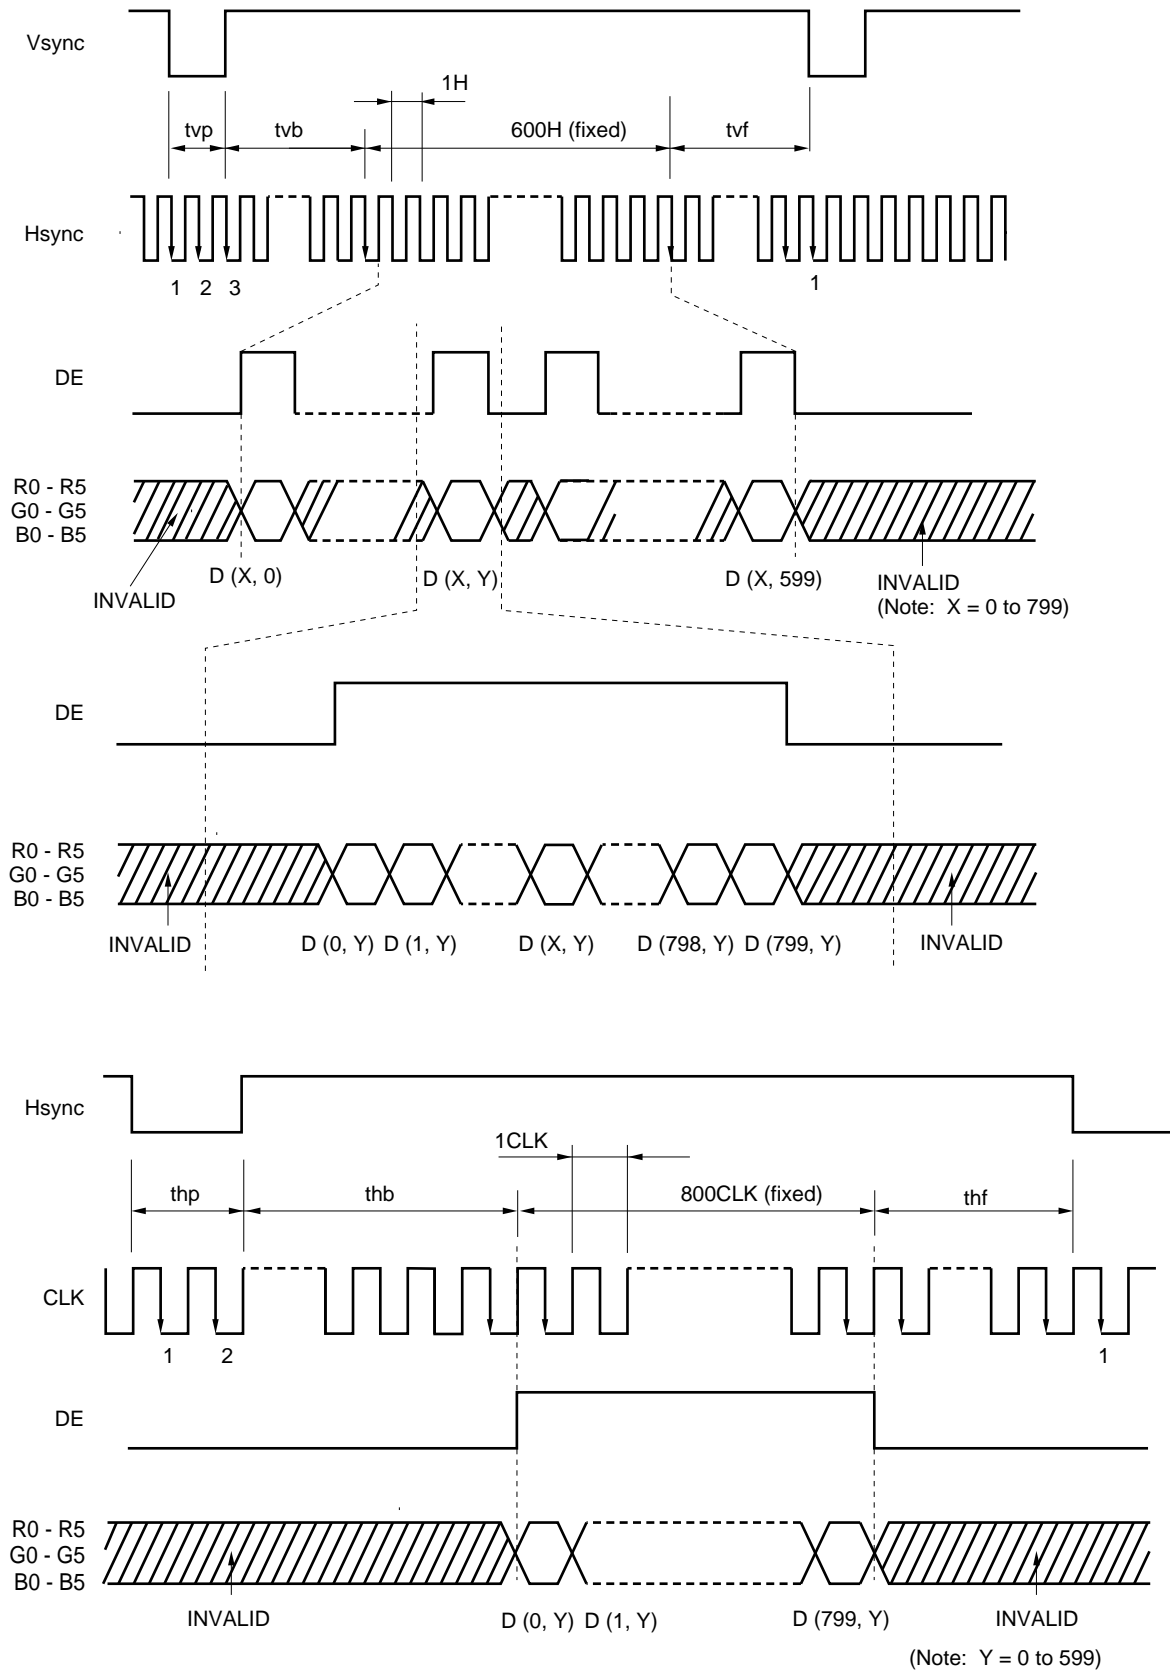 Vsync
1H
tvp tvb 600H (fixed) tvf
Hsync
1 2 3 1
DE
R0 - R5
G0 - G5
B0 - B5
D (X, 0) D (X, Y) D (X, 599) INVALID
INVALID (Note: X = 0 to 799)
DE
R0 - R5
G0 - G5
B0 - B5
INVALID D (0, Y) D (1, Y) D (X, Y) D (798, Y) D (799, Y) INVALID
Hsync
1CLK
thp thb 800CLK (fixed) thf
CLK
1 2 1
DE
R0 - R5
G0 - G5
B0 - B5
INVALID D (0, Y) D (1, Y) D (799, Y) INVALID
(Note: Y = 0 to 599)